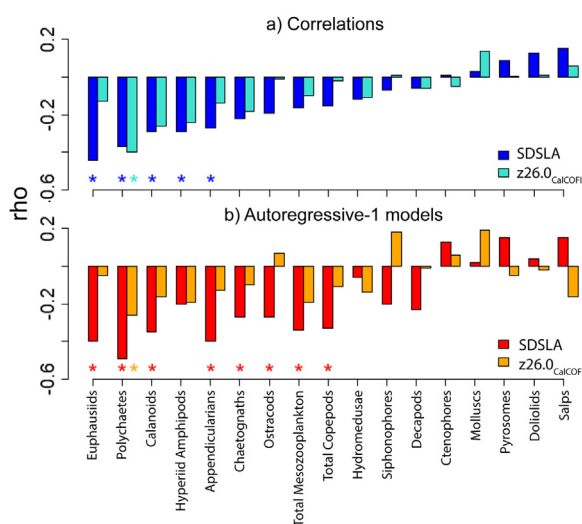 a) Correlations
0.2
-0.2
-0.6
* * * * * *
SDSLA
z26.0CalCOFI
rho
b) Autoregressive-1 models
0.2
-0.2
-0.6
* * * * * * * * *
SDSLA
z26.0CalCOF
Euphausiids
Polychaetes
Calanoids
Hyperiid Amphipods
Appendicularians
Chaetognaths
Ostracods
Total Mesozooplankton
Total Copepods
Hydromedusae
Siphonophores
Decapods
Ctenophores
Molluscs
Pyrosomes
Doliolids
Salps